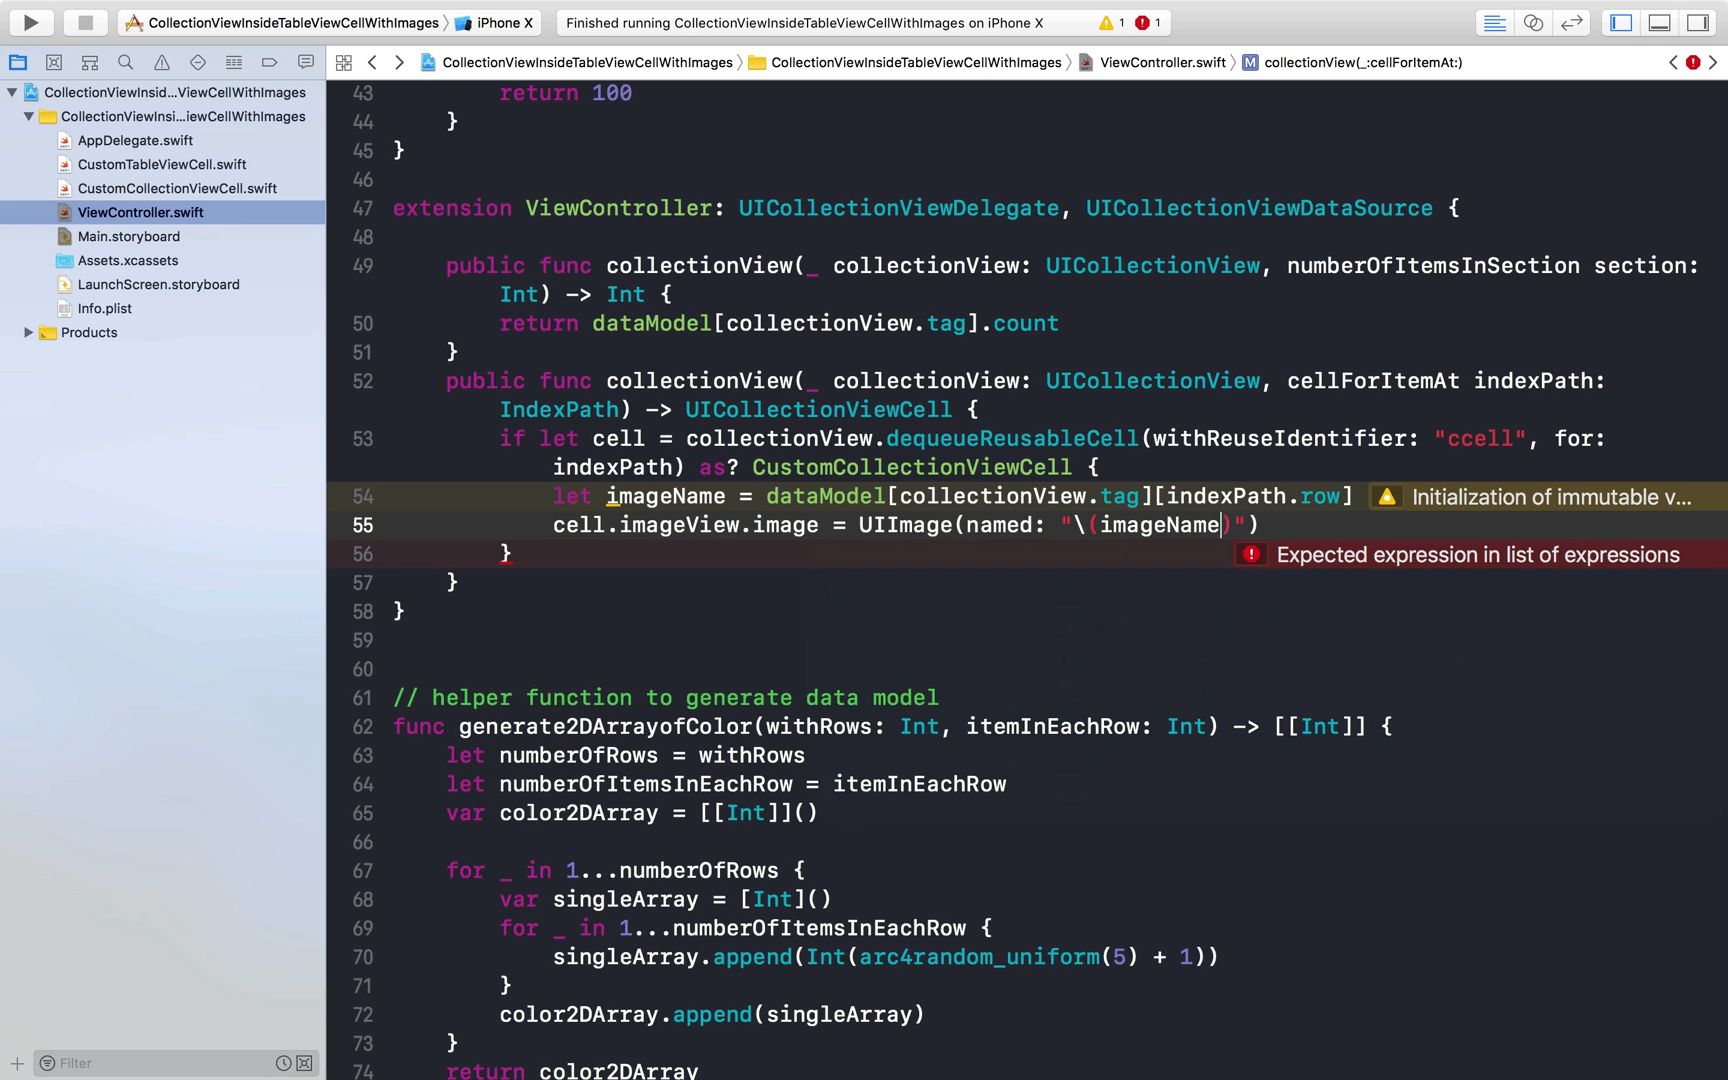 CollectionViewInsideTableViewCellWithImages iPhone X Finished running CollectionViewInsideTableViewCellWithImages on iPhone X 1 1
CollectionViewInsideTableViewCellWithImages CollectionViewInsideTableViewCellWithImages ViewController.swift M collectionView(_:cellForItemAt:)
CollectionViewInsid...ViewCellWithImages
CollectionViewInsi...iewCellWithImages
AppDelegate.swift
CustomTableViewCell.swift
CustomCollectionViewCell.swift
ViewController.swift
Main.storyboard
Assets.xcassets
LaunchScreen.storyboard
Info.plist
Products
Filter
43 return 100
44 }
45 }
46
47 extension ViewController: UICollectionViewDelegate, UICollectionViewDataSource {
48
49 public func collectionView(_ collectionView: UICollectionView, numberOfItemsInSection section:
Int) -> Int {
50 return dataModel[collectionView.tag].count
51 }
52 public func collectionView(_ collectionView: UICollectionView, cellForItemAt indexPath:
IndexPath) -> UICollectionViewCell {
53 if let cell = collectionView.dequeueReusableCell(withReuseIdentifier: "ccell", for:
indexPath) as? CustomCollectionViewCell {
54 let imageName = dataModel[collectionView.tag][indexPath.row] Initialization of immutable v...
55 cell.imageView.image = UIImage(named: "\(imageName)")
56 } Expected expression in list of expressions
57 }
58 }
59
60
61 // helper function to generate data model
62 func generate2DArrayofColor(withRows: Int, itemInEachRow: Int) -> [[Int]] {
63 let numberOfRows = withRows
64 let numberOfItemsInEachRow = itemInEachRow
65 var color2DArray = [[Int]]()
66
67 for _ in 1...numberOfRows {
68 var singleArray = [Int]()
69 for _ in 1...numberOfItemsInEachRow {
70 singleArray.append(Int(arc4random_uniform(5) + 1))
71 }
72 color2DArray.append(singleArray)
73 }
74 return color2DArray